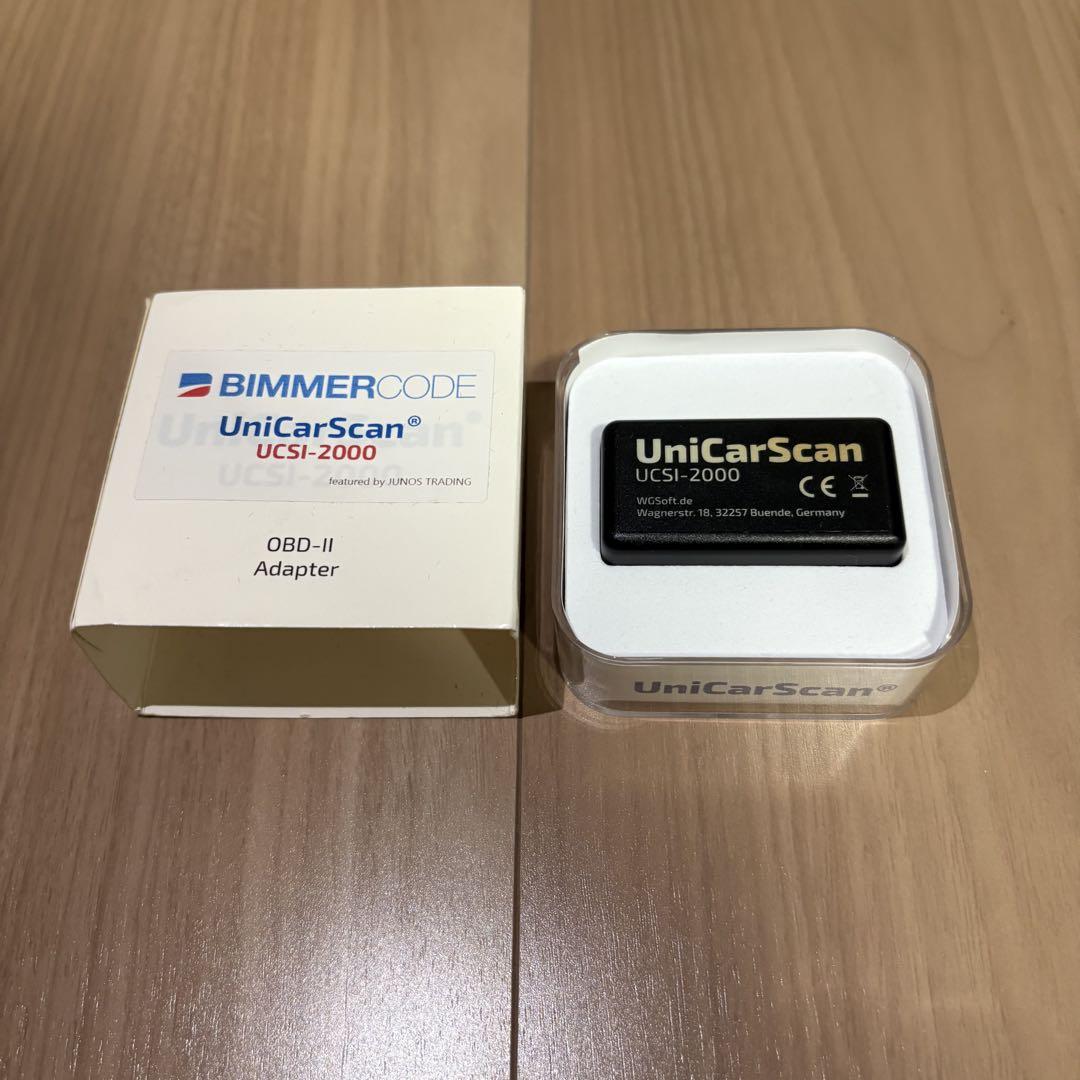 BIMMERCODE
UniCarScan®
UCSI-2000
featured by JUNOS TRADING
OBD-II
Adapter
UniCarScan
UCSI-2000
CE
WGSoft.de
Wagnerstr. 18, 32257 Buende, Germany
UniCarScan®